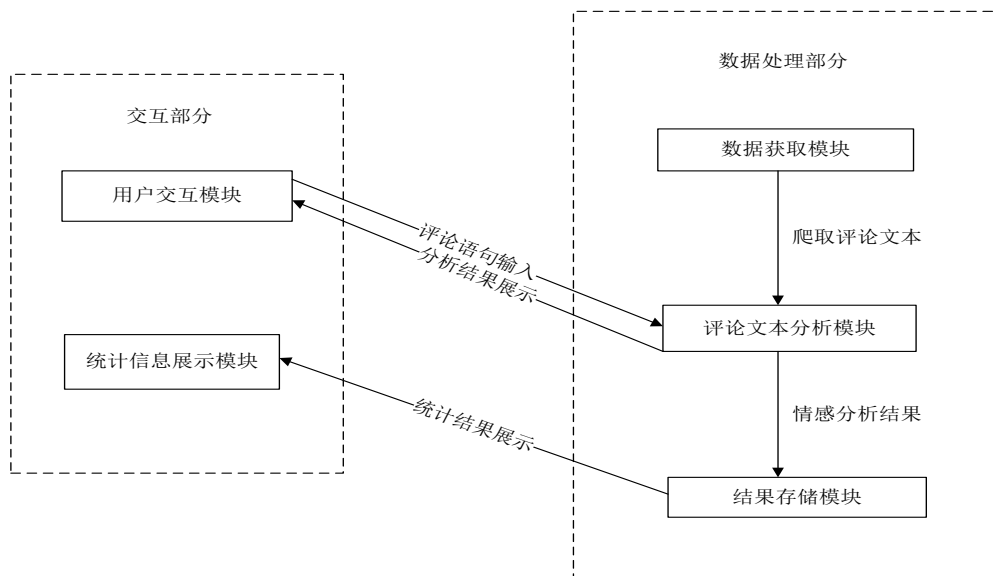 数据处理部分
交互部分
数据获取模块
用户交互模块
爬取评论文本
评论语句输入
分析结果展示
评论文本分析模块
统计信息展示模块
统计结果展示
情感分析结果
结果存储模块